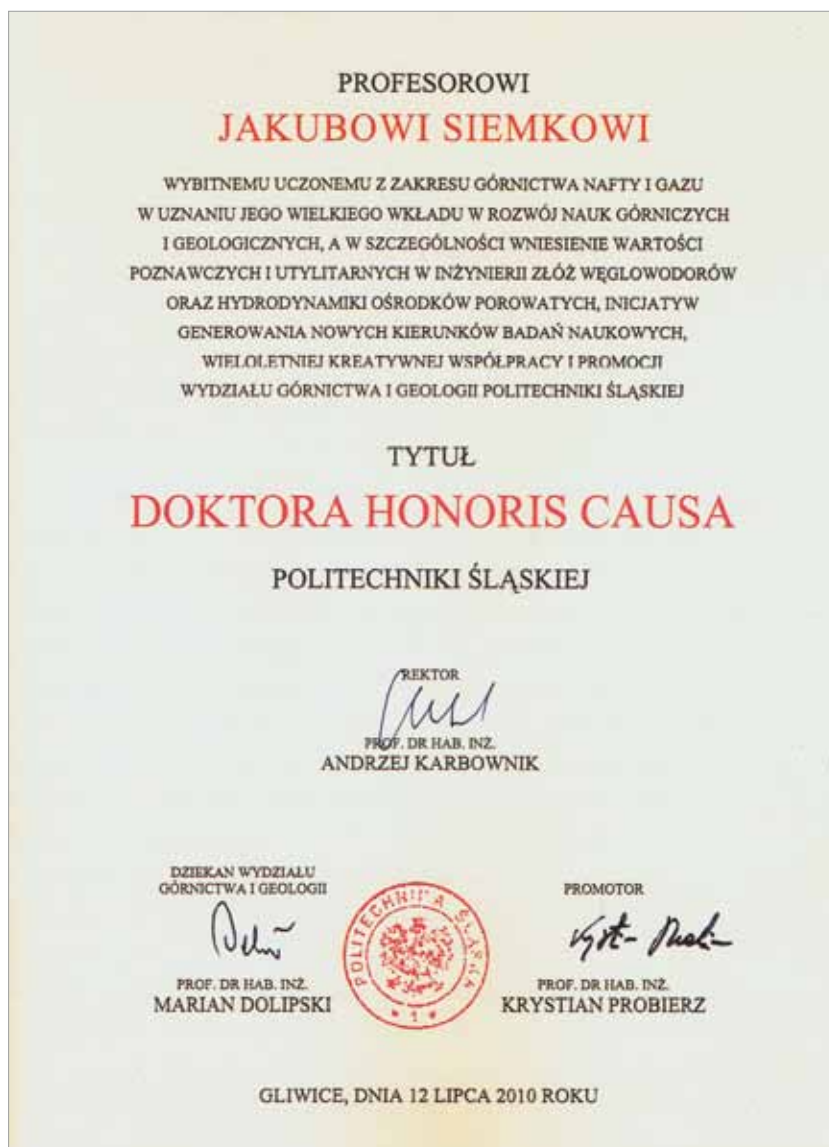 PROFESOROWI
JAKUBOWI SIEMKOWI
WYBITNEMU UCZONEMU Z ZAKRESU GÓRNICTWA NAFTY I GAZU
W UZNANIU JEGO WIELKIEGO WKŁADU W ROZWÓJ NAUK GÓRNICZYCH
I GEOLOGICZNYCH, A W SZCZEGÓLNOŚCI WNIESIENIE WARTOŚCI
POZNAWCZYCH I UTYLITARNYCH W INŻYNIERII ZŁÓŻ WĘGLOWODORÓW
ORAZ HYDRODYNAMIKI OŚRODKÓW POROWATYCH, INICJATYW
GENEROWANIA NOWYCH KIERUNKÓW BADAŃ NAUKOWYCH,
WIELOLETNIEJ KREATYWNEJ WSPÓŁPRACY I PROMOCJI
WYDZIAŁU GÓRNICTWA I GEOLOGII POLITECHNIKI ŚLĄSKIEJ
TYTUŁ
DOKTORA HONORIS CAUSA
POLITECHNIKI ŚLĄSKIEJ
REKTOR
PROF. DR HAB. INŻ.
ANDRZEJ KARBOWNIK
DZIEKAN WYDZIAŁU
GÓRNICTWA I GEOLOGII
PROF. DR HAB. INŻ.
MARIAN DOLIPSKI
POLITECHNIKA ŚLĄSKA
* 1 *
PROMOTOR
PROF. DR HAB. INŻ.
KRYSTIAN PROBIERZ
GLIWICE, DNIA 12 LIPCA 2010 ROKU